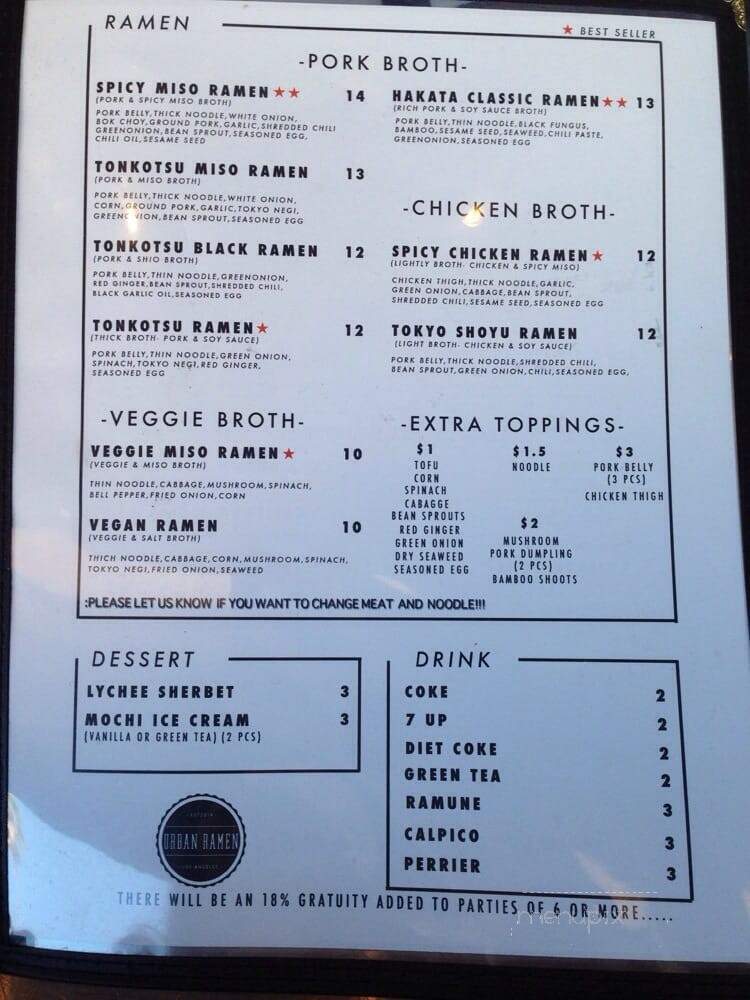 RAMEN
★ BEST SELLER
-PORK BROTH-
SPICY MISO RAMEN★★ 14
(PORK & SPICY MISO BROTH)
PORK BELLY,THICK NOODLE,WHITE ONION,
BOK CHOY,GROUND PORK,GARLIC,SHREDDED CHILI
GREENONION,BEAN SPROUT,SEASONED EGG,
CHILI OIL,SESAME SEED
TONKOTSU MISO RAMEN 13
(PORK & MISO BROTH)
PORK BELLY,THICK NOODLE,WHITE ONION,
CORN,GROUND PORK,GARLIC,TOKYO NEGI,
GREENONION,BEAN SPROUT,SEASONED EGG
TONKOTSU BLACK RAMEN 12
(PORK & SHIO BROTH)
PORK BELLY,THIN NOODLE,GREENONION,
RED GINGER,BEAN SPROUT,SHREDDED CHILI,
BLACK GARLIC OIL,SEASONED EGG
TONKOTSU RAMEN★ 12
(THICK BROTH- PORK & SOY SAUCE)
PORK BELLY,THIN NOODLE,GREEN ONION,
SPINACH,TOKYO NEGI,RED GINGER,
SEASONED EGG
HAKATA CLASSIC RAMEN★★ 13
(RICH PORK & SOY SAUCE BROTH)
PORK BELLY,THIN NOODLE,BLACK FUNGUS,
BAMBOO,SESAME SEED,SEAWEED,CHILI PASTE,
GREENONION,SEASONED EGG
-CHICKEN BROTH-
SPICY CHICKEN RAMEN★ 12
(LIGHTLY BROTH- CHICKEN & SPICY MISO)
CHICKEN THIGH,THICK NOODLE,GARLIC,
GREEN ONION,CABBAGE,BEAN SPROUT,
SHREDDED CHILI,SESAME SEED,SEASONED EGG
TOKYO SHOYU RAMEN 12
(LIGHT BROTH- CHICKEN & SOY SAUCE)
PORK BELLY,THICK NOODLE,SHREDDED CHILI,
BEAN SPROUT,GREEN ONION,CHILI,SEASONED EGG,
-VEGGIE BROTH-
VEGGIE MISO RAMEN★ 10
(VEGGIE & MISO BROTH)
THIN NOODLE,CABBAGE,MUSHROOM,SPINACH,
BELL PEPPER,FRIED ONION,CORN
VEGAN RAMEN 10
(VEGGIE & SALT BROTH)
THICH NOODLE,CABBAGE,CORN,MUSHROOM,SPINACH,
TOKYO NEGI,FRIED ONION,SEAWEED
-EXTRA TOPPINGS-
$1
TOFU
CORN
SPINACH
CABAGGE
BEAN SPROUTS
RED GINGER
GREEN ONION
DRY SEAWEED
SEASONED EGG
$1.5
NOODLE
$2
MUSHROOM
PORK DUMPLING
(2 PCS)
BAMBOO SHOOTS
$3
PORK BELLY
(3 PCS)
CHICKEN THIGH
:PLEASE LET US KNOW IF YOU WANT TO CHANGE MEAT AND NOODLE!!!
DESSERT
LYCHEE SHERBET 3
MOCHI ICE CREAM 3
(VANILLA OR GREEN TEA) (2 PCS)
DRINK
COKE 2
7 UP 2
DIET COKE 2
GREEN TEA 2
RAMUNE 3
CALPICO 3
PERRIER 3
URBAN RAMEN
THERE WILL BE AN 18% GRATUITY ADDED TO PARTIES OF 6 OR MORE.....
menupix